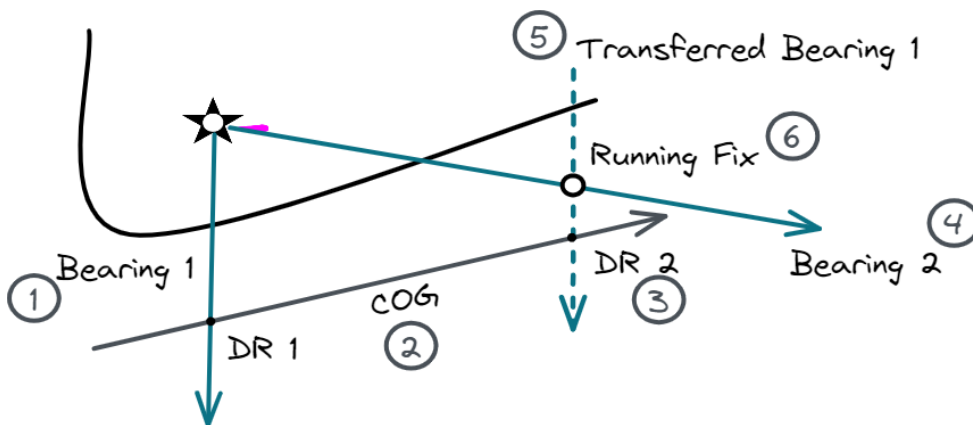 5 Transferred Bearing 1
Running Fix 6
4
Bearing 1
1
DR 2
3
Bearing 2
COG
2
DR 1